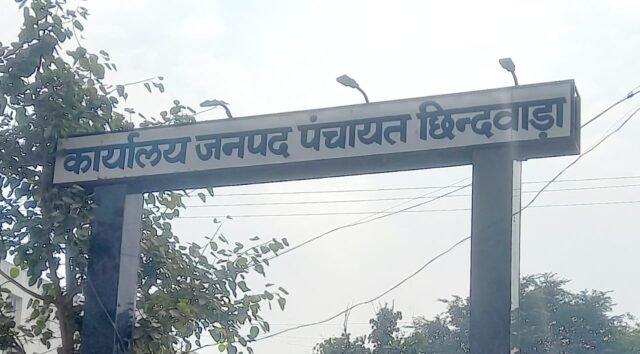 कार्यालय जनपद पंचायत छिन्दवाड़ा